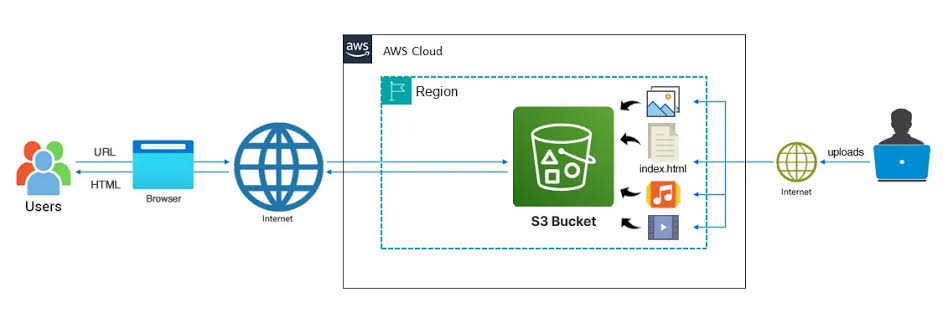 aws
AWS Cloud
Region
URL
HTML
Users
Browser
Internet
S3 Bucket
index.html
Internet
uploads